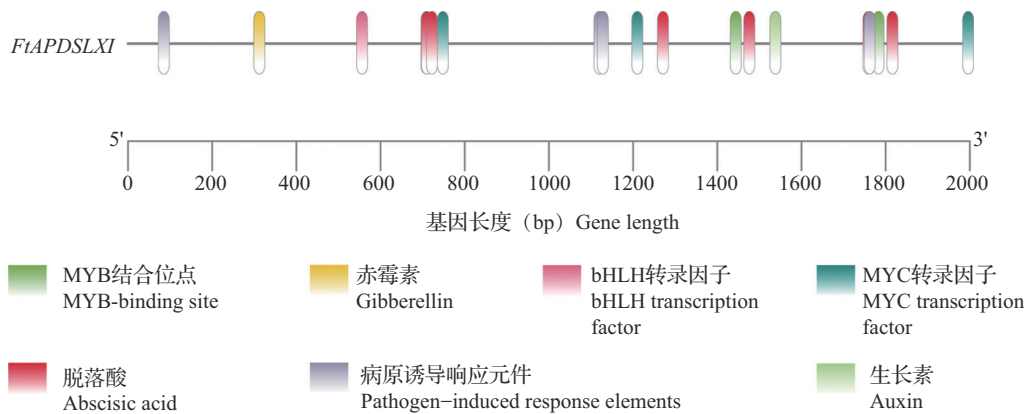 FtAPDSLXI
5' 3'
0 200 400 600 800 1000 1200 1400 1600 1800 2000
基因长度（bp）Gene length
MYB结合位点
MYB-binding site
赤霉素
Gibberellin
bHLH转录因子
bHLH transcription
factor
MYC转录因子
MYC transcription
factor
脱落酸
Abscisic acid
病原诱导响应元件
Pathogen−induced response elements
生长素
Auxin